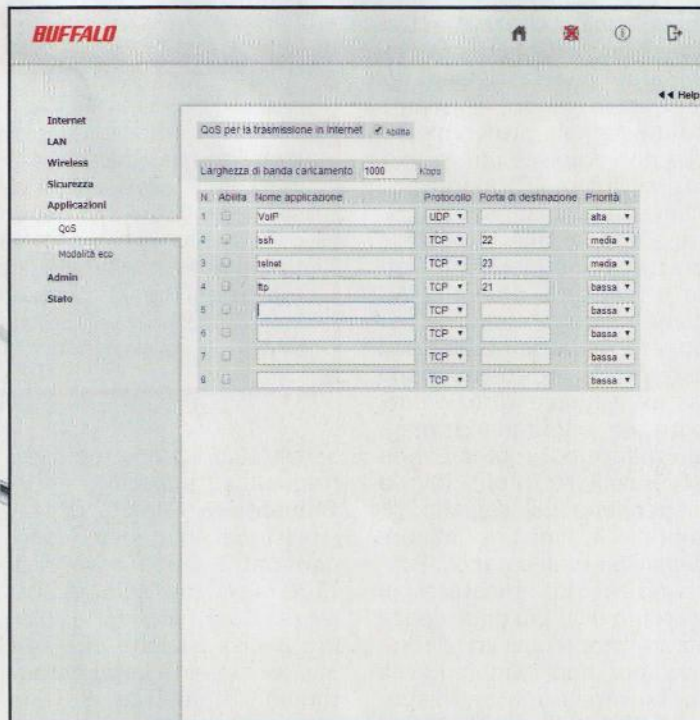 BUFFALO
Help
Internet
LAN
Wireless
Sicurezza
Applicazioni
QoS
Modalità eco
Admin
Stato
QoS per la trasmissione in Internet Abilita
Larghezza di banda caricamento 1000 Kbps
N. Abilita Nome applicazione Protocollo Porta di destinazione Priorità
1 VoIP UDP alta
2 ssh TCP 22 media
3 telnet TCP 23 media
4 ftp TCP 21 bassa
5 TCP bassa
6 TCP bassa
7 TCP bassa
8 TCP bassa